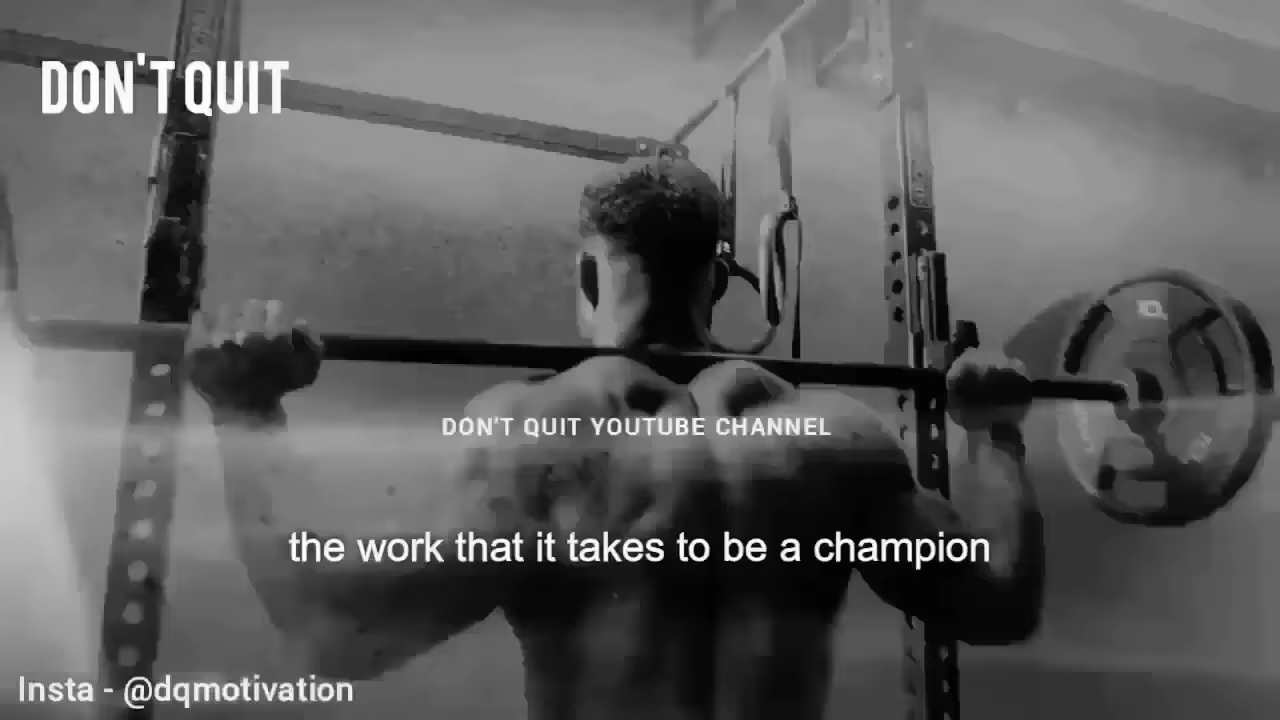 DON'T QUIT
DON'T QUIT YOUTUBE CHANNEL
the work that it takes to be a champion
Insta - @dqmotivation